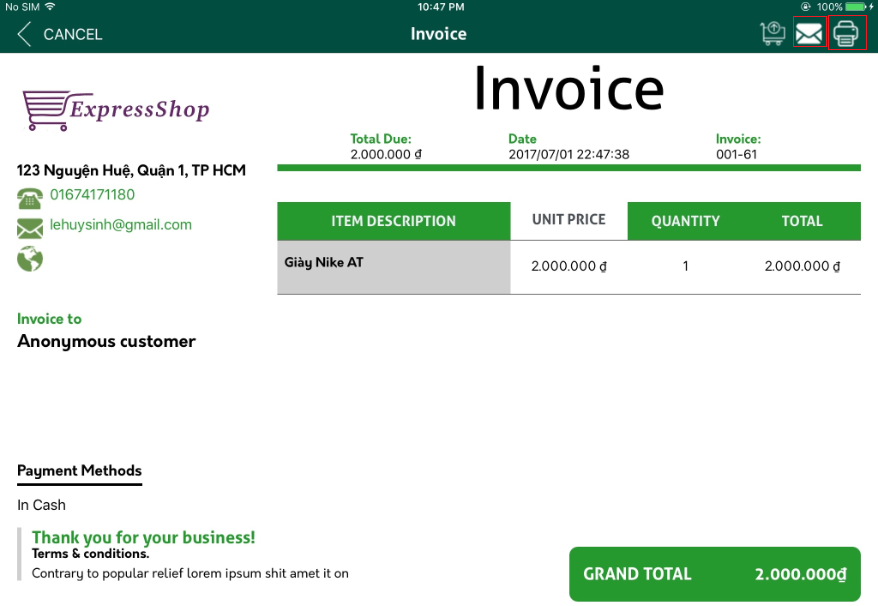 No SIM
10:47 PM
100%
CANCEL
Invoice
ExpressShop
Invoice
Total Due:
2.000.000 ₫
Date
2017/07/01 22:47:38
Invoice:
001-61
123 Nguyện Huệ, Quận 1, TP HCM
01674171180
lehuysinh@gmail.com
ITEM DESCRIPTION UNIT PRICE QUANTITY TOTAL
Giày Nike AT 2.000.000 ₫ 1 2.000.000 ₫
Invoice to
Anonymous customer
Payment Methods
In Cash
Thank you for your business!
Terms & conditions.
Contrary to popular relief lorem ipsum shit amet it on
GRAND TOTAL 2.000.000₫